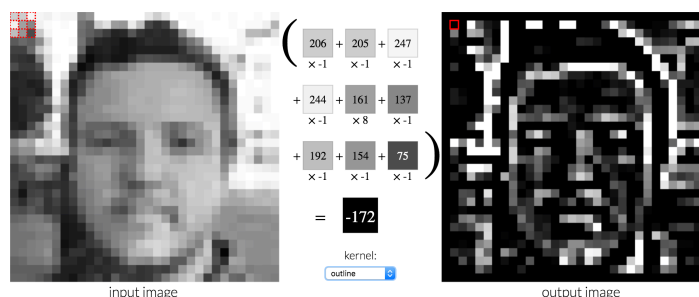 ( 206 + 205 + 247
× -1 × -1 × -1
+ 244 + 161 + 137
× -1 × 8 × -1
+ 192 + 154 + 75 )
× -1 × -1 × -1
= -172
kernel:
outline
input image
output image